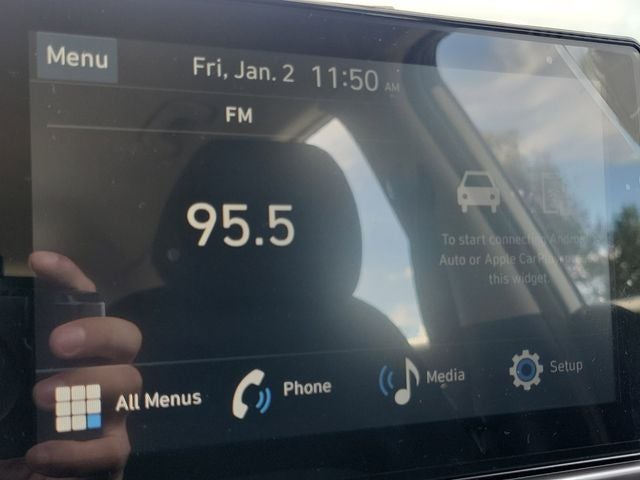 Menu
Fri, Jan. 2 11:50 AM
FM
95.5
To start connecting Android
Auto or Apple CarPlay,
this widget.
All Menus
Phone
Media
Setup